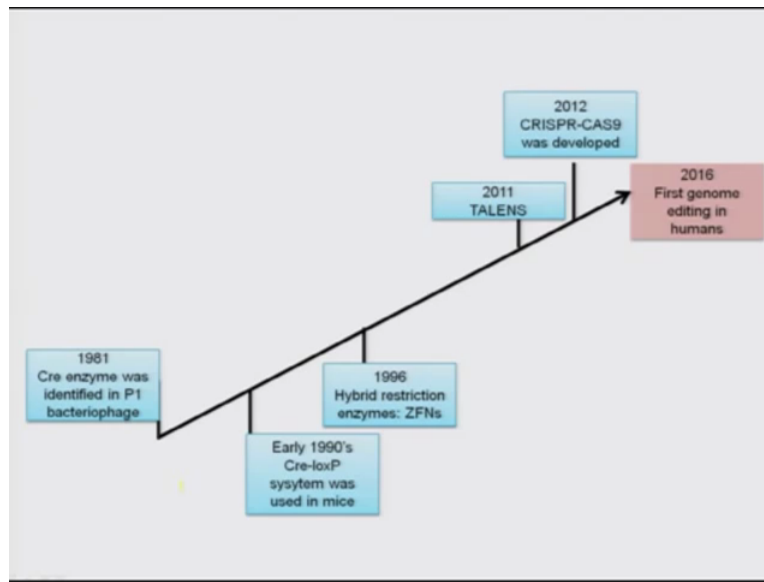 2012
CRISPR-CAS9
was developed
2016
First genome
editing in
humans
2011
TALENS
1981
Cre enzyme was
identified in P1
bacteriophage
1996
Hybrid restriction
enzymes: ZFNs
Early 1990's
Cre-loxP
sysytem was
used in mice